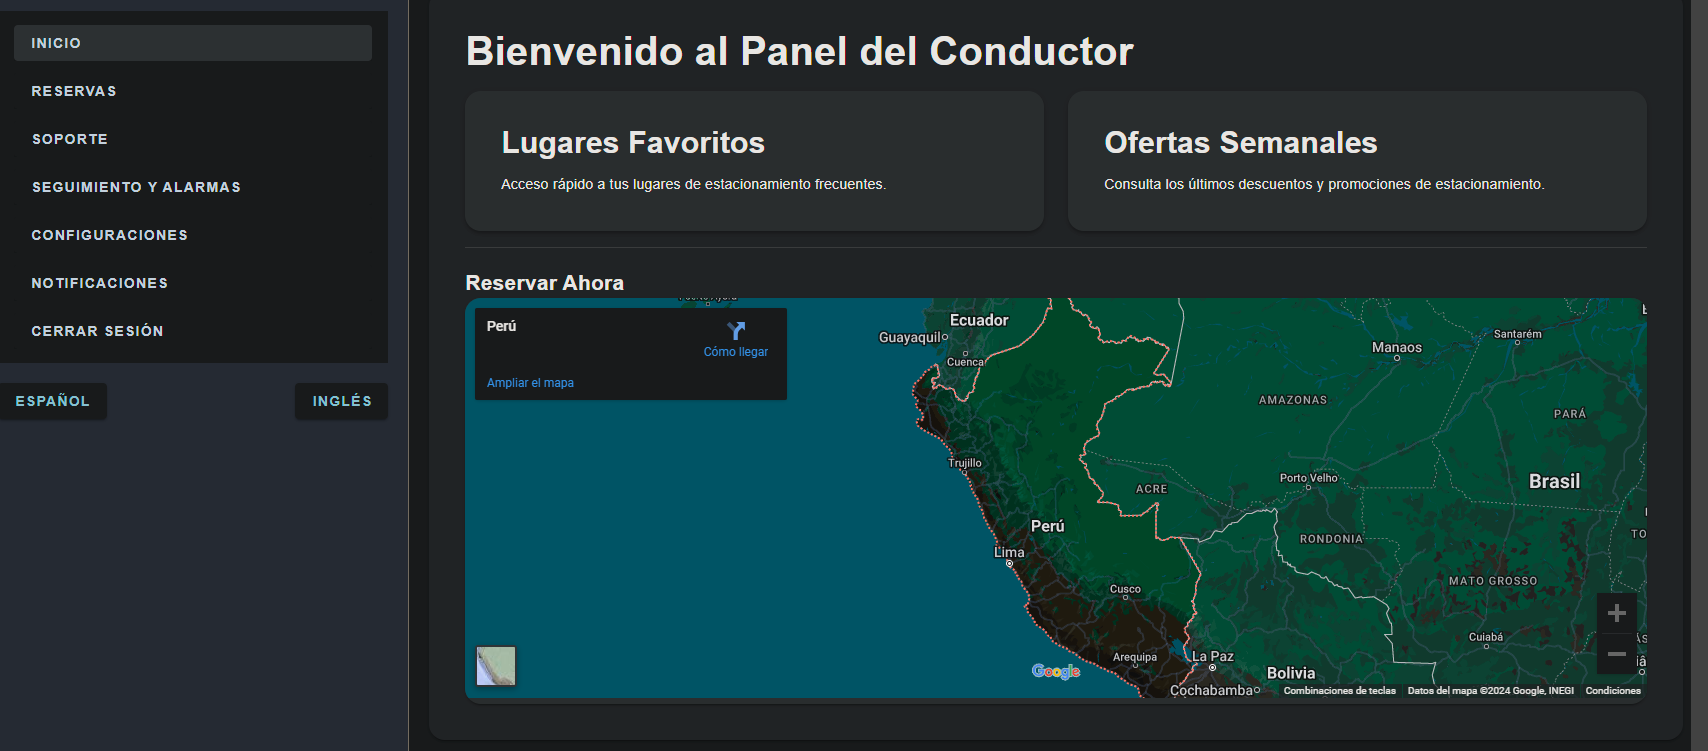 INICIO
RESERVAS
SOPORTE
SEGUIMIENTO Y ALARMAS
CONFIGURACIONES
NOTIFICACIONES
CERRAR SESIÓN
ESPAÑOL
INGLÉS
Bienvenido al Panel del Conductor
Lugares Favoritos
Acceso rápido a tus lugares de estacionamiento frecuentes.
Ofertas Semanales
Consulta los últimos descuentos y promociones de estacionamiento.
Reservar Ahora
Perú
Cómo llegar
Ampliar el mapa
Ecuador
Guayaquil
Cuenca
Santarém
Manaos
AMAZONAS
PARÁ
Trujillo
Porto Velho
Brasil
ACRE
Perú
RONDONIA
Lima
MATO GROSSO
Cusco
Cuiabá
Arequipa
La Paz
Google
Bolivia
Cochabamba
Combinaciones de teclas
Datos del mapa ©2024 Google, INEGI
Condiciones